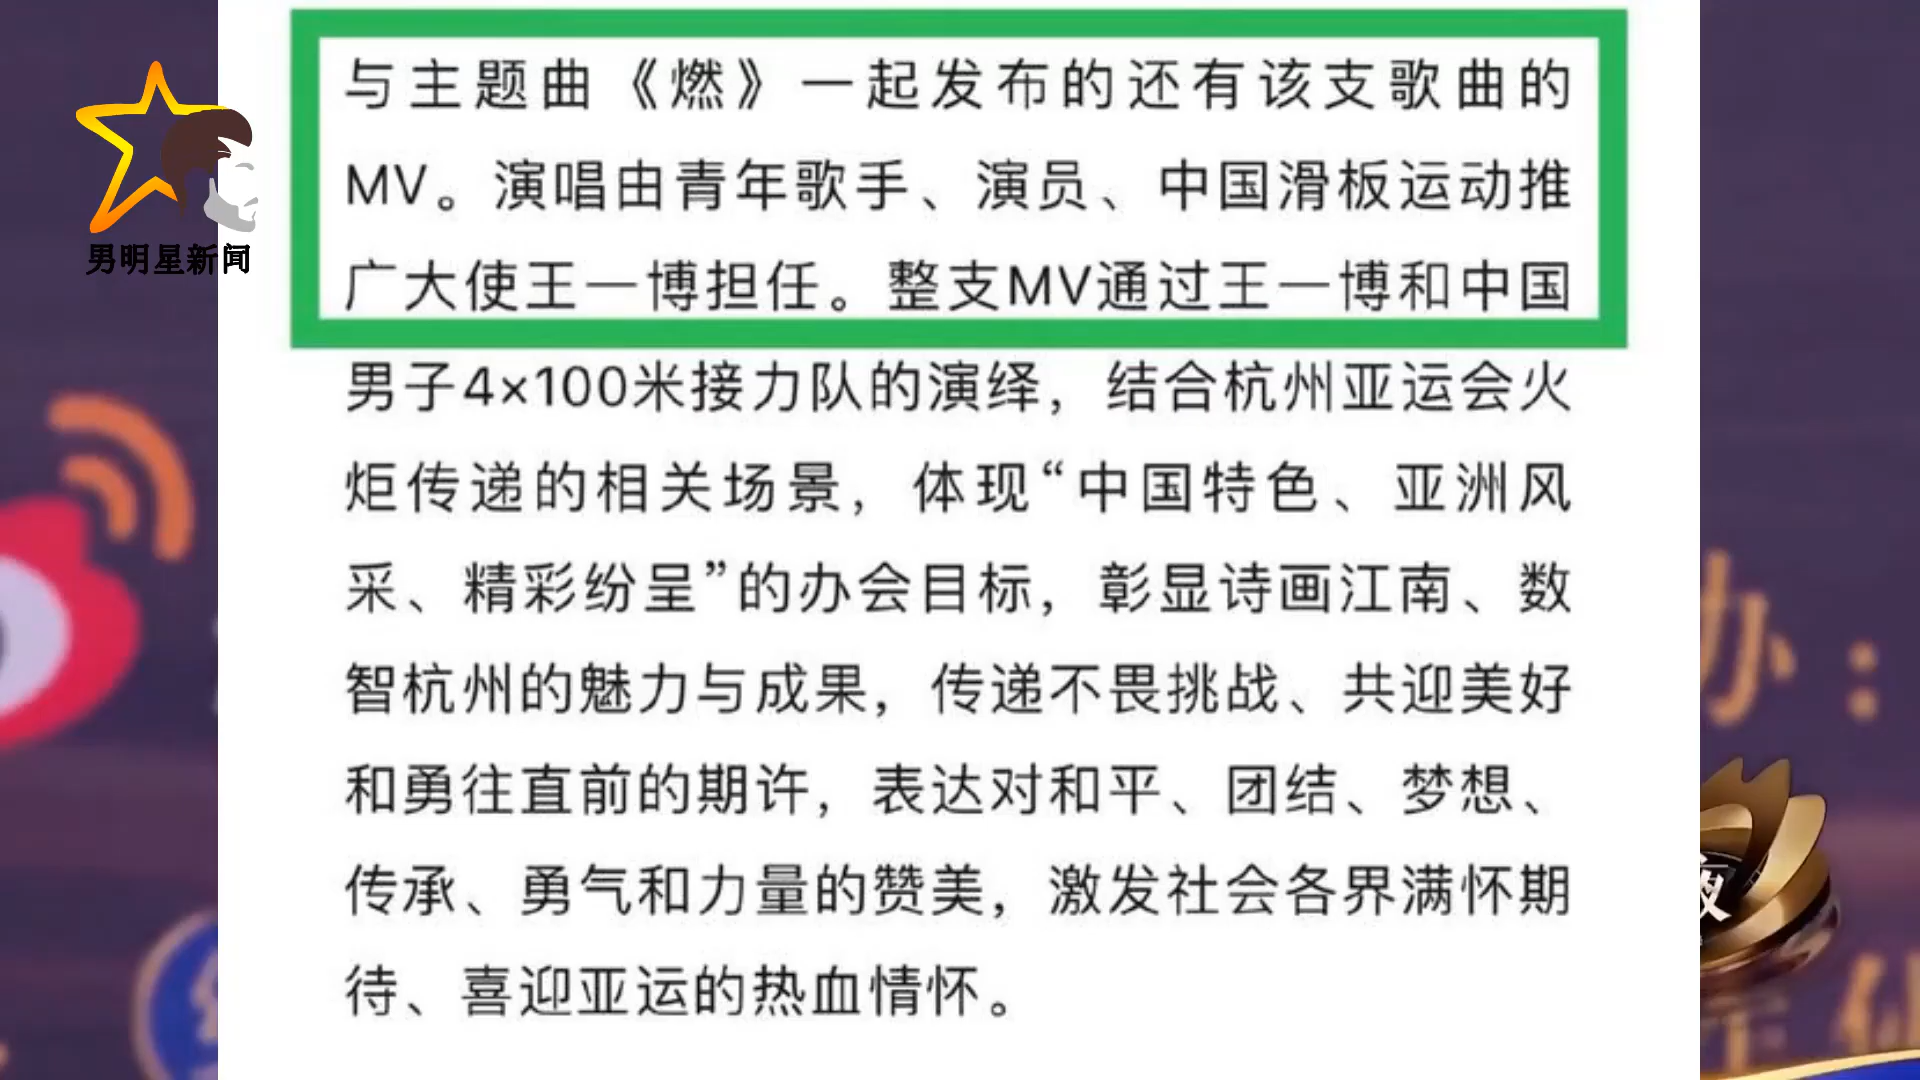 与主题曲《燃》一起发布的还有该支歌曲的
MV。演唱由青年歌手、演员、中国滑板运动推
广大使王一博担任。整支MV通过王一博和中国
男子4×100米接力队的演绎，结合杭州亚运会火
炬传递的相关场景，体现“中国特色、亚洲风
采、精彩纷呈”的办会目标，彰显诗画江南、数
智杭州的魅力与成果，传递不畏挑战、共迎美好
和勇往直前的期许，表达对和平、团结、梦想、
传承、勇气和力量的赞美，激发社会各界满怀期
待、喜迎亚运的热血情怀。
男明星新闻
办：